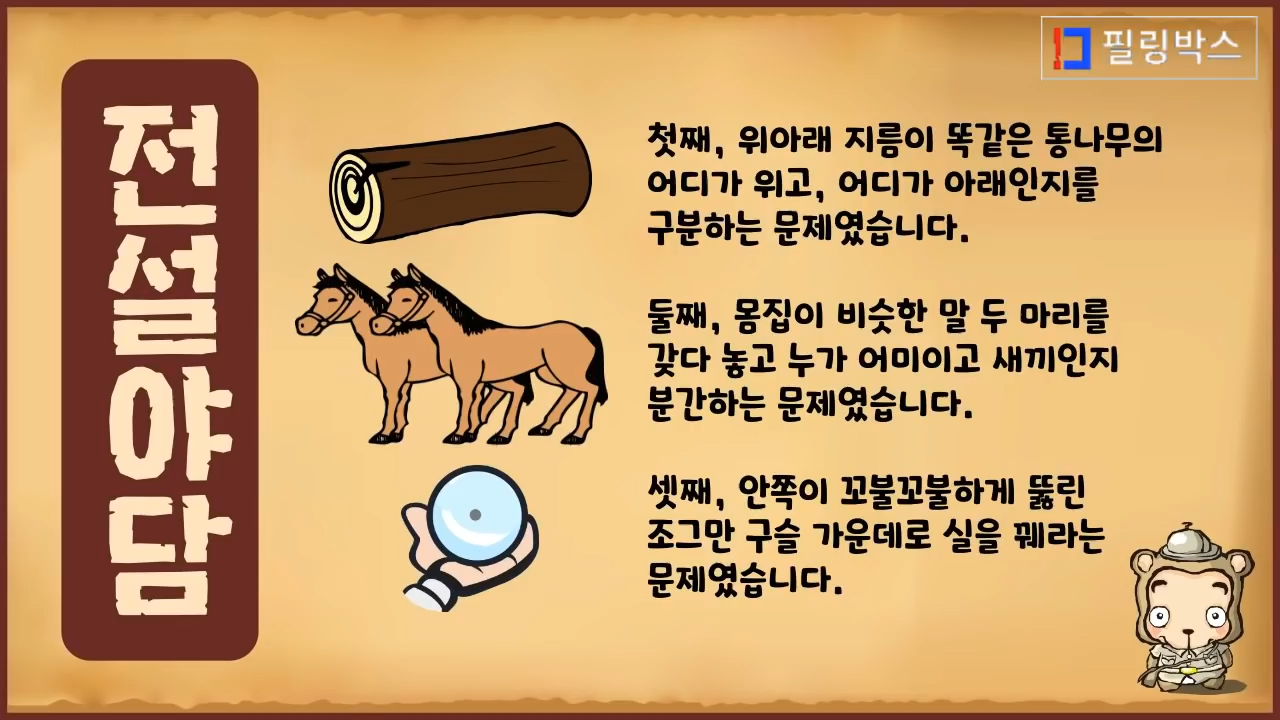 필링박스
전설야담
첫째, 위아래 지름이 똑같은 통나무의
어디가 위고, 어디가 아래인지를
구분하는 문제였습니다.
둘째, 몸집이 비슷한 말 두 마리를
갖다 놓고 누가 어미이고 새끼인지
분간하는 문제였습니다.
셋째, 안쪽이 꼬불꼬불하게 뚫린
조그만 구슬 가운데로 실을 꿰라는
문제였습니다.